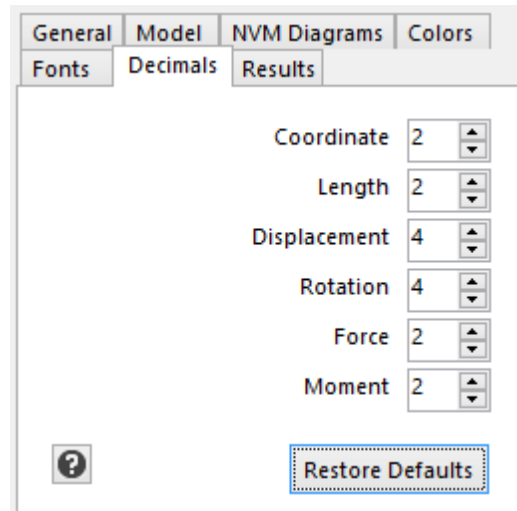 General Model NVM Diagrams Colors
Fonts Decimals Results
Coordinate 2
Length 2
Displacement 4
Rotation 4
Force 2
Moment 2
? Restore Defaults